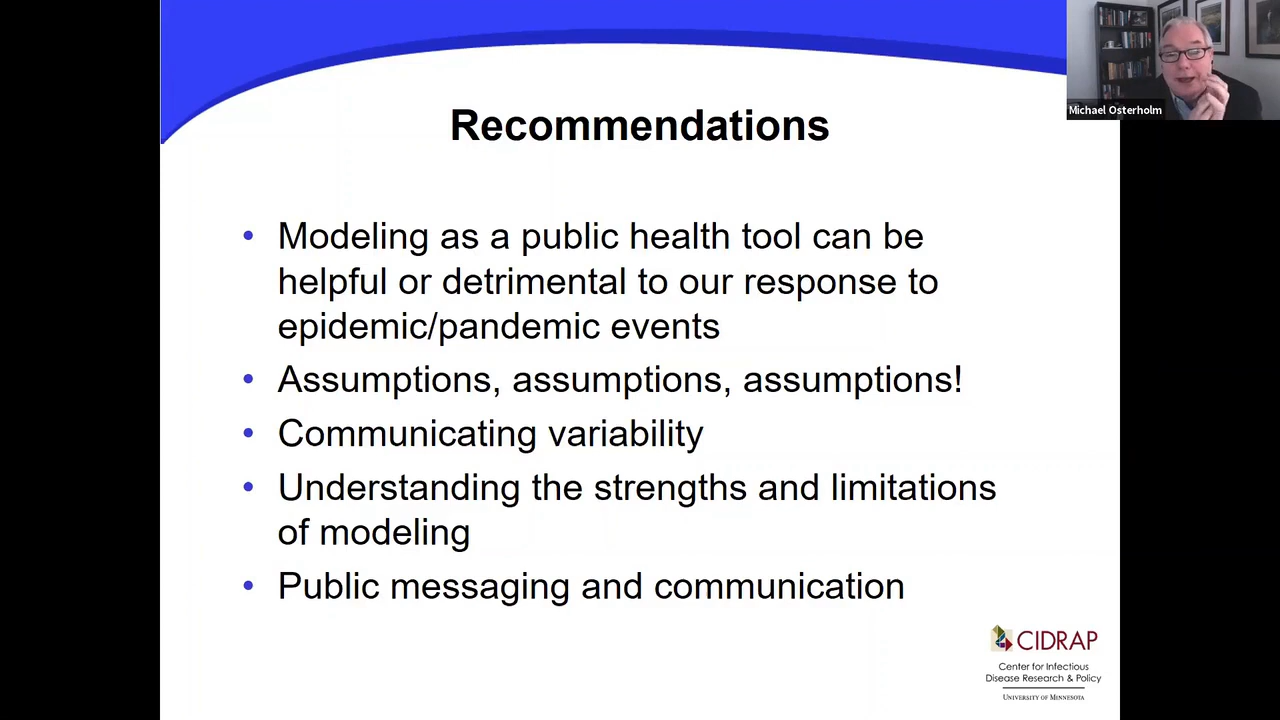 Michael Osterholm
Recommendations
• Modeling as a public health tool can be
helpful or detrimental to our response to
epidemic/pandemic events
• Assumptions, assumptions, assumptions!
• Communicating variability
• Understanding the strengths and limitations
of modeling
• Public messaging and communication
CIDRAP
Center for Infectious
Disease Research & Policy
UNIVERSITY OF MINNESOTA